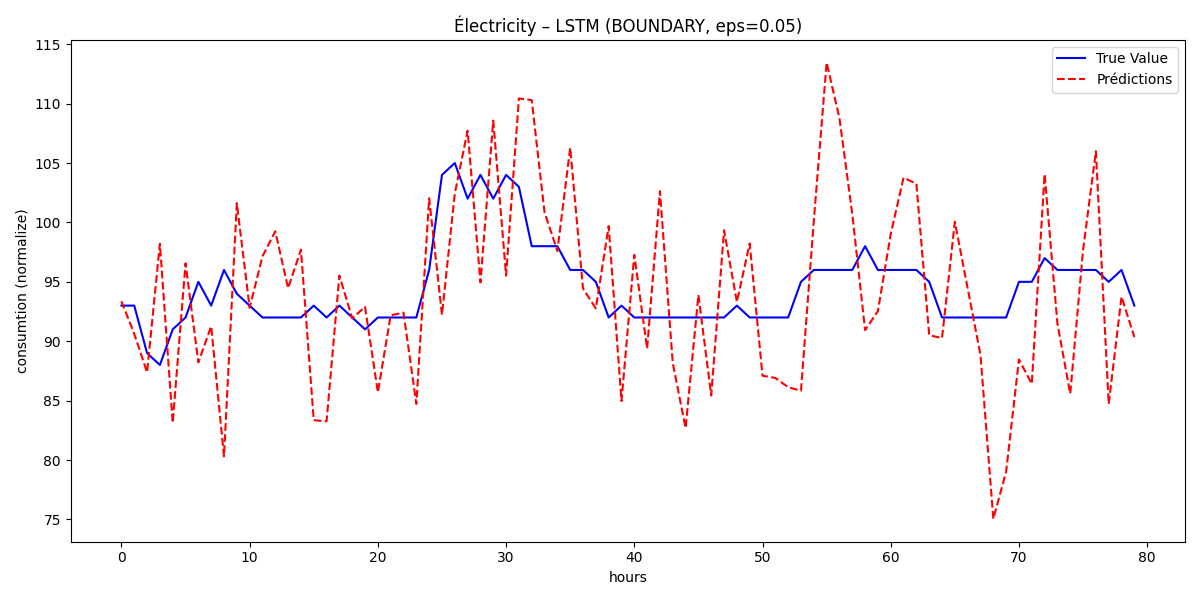 Électricity – LSTM (BOUNDARY, eps=0.05)
True Value
Prédictions
115
110
105
100
95
90
85
80
75
consumtion (normalize)
0 10 20 30 40 50 60 70 80
hours